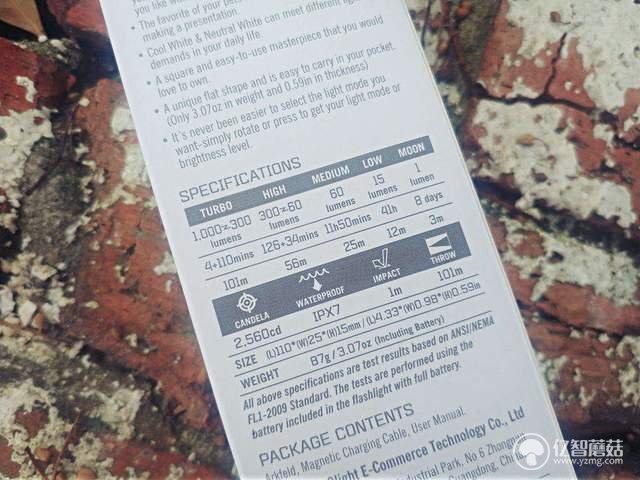 • The favorite of your pets
making a presentation.
• Cool White & Neutral White can meet different
demands in your daily life.
• A square and easy-to-use masterpiece that you would
love to own.
• A unique flat shape and is easy to carry in your pocket.
(Only 3.07oz in weight and 0.59in in thickness)
• It's never been easier to select the light mode you
want–simply rotate or press to get your light mode or
brightness level.
SPECIFICATIONS
TURBO HIGH MEDIUM LOW MOON
1,000~300 lumens 300~60 lumens 60 lumens 15 lumens 1 lumen
4+110mins 126+34mins 11h50mins 41h 8 days
101m 56m 25m 12m 3m
CANDELA WATERPROOF IMPACT THROW
2,560cd IPX7 1m 101m
SIZE (L)110*(W)25*(H)15mm / (L)4.33*(W)0.98*(H)0.59in
WEIGHT 87g / 3.07oz (Including Battery)
All above specifications are test results based on ANSI/NEMA
FL1-2009 Standard. The tests are performed using the
battery included in the flashlight with full battery.
PACKAGE CONTENTS
Arkfeld, Magnetic Charging Cable, User Manual.
light E-Commerce Technology Co., Ltd
Industrial Park, No 6 Zhongnan
Guangdong, China
亿智蘑菇
www.yzmg.com